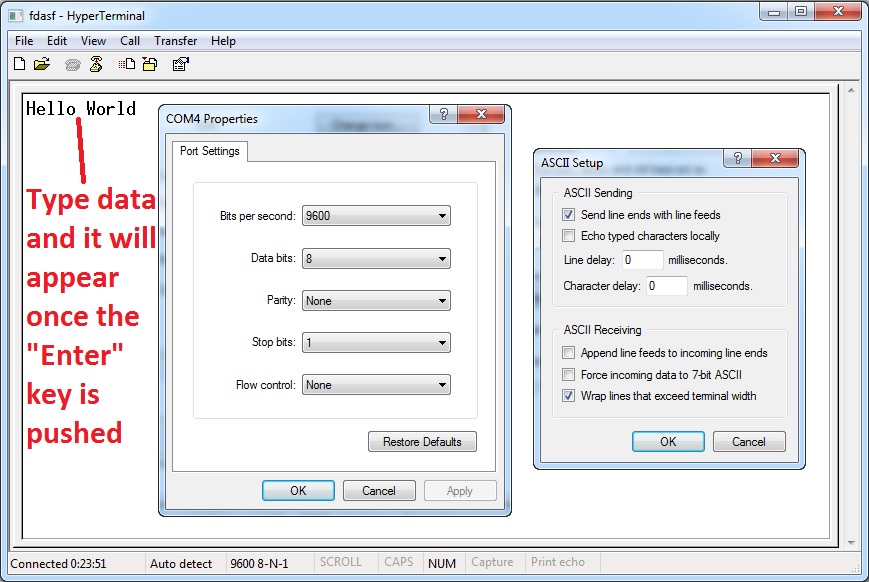 fdasf - HyperTerminal
File Edit View Call Transfer Help
Hello World
Type data
and it will
appear
once the
"Enter"
key is
pushed
COM4 Properties
?
Port Settings
Bits per second: 9600
Data bits: 8
Parity: None
Stop bits: 1
Flow control: None
Restore Defaults
OK Cancel Apply
ASCII Setup
?
ASCII Sending
Send line ends with line feeds
Echo typed characters locally
Line delay: 0 milliseconds.
Character delay: 0 milliseconds.
ASCII Receiving
Append line feeds to incoming line ends
Force incoming data to 7-bit ASCII
Wrap lines that exceed terminal width
OK Cancel
Connected 0:23:51 Auto detect 9600 8-N-1 SCROLL CAPS NUM Capture Print echo